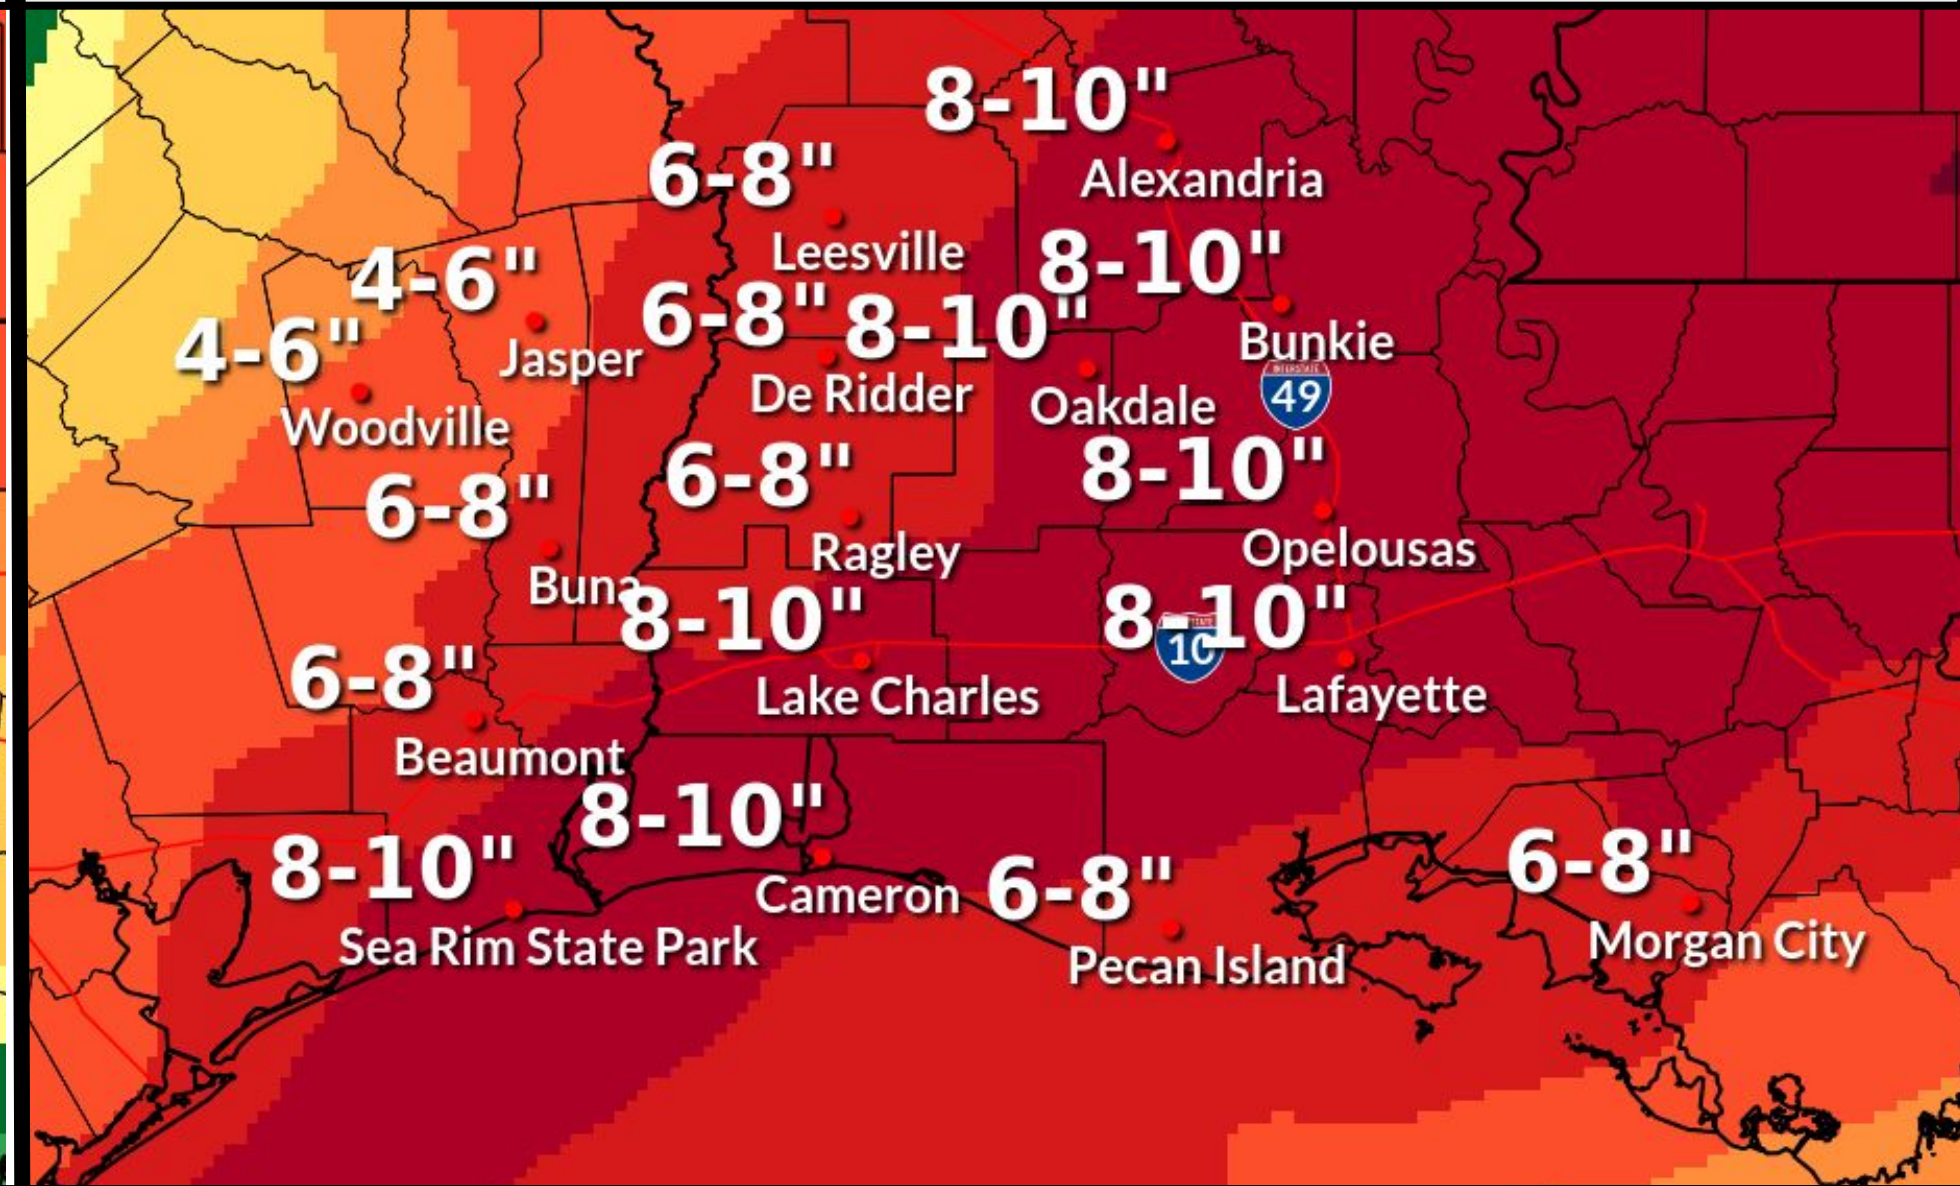 8-10"
Alexandria
6-8"
Leesville
8-10"
Bunkie
4-6"
Jasper
6-8"
De Ridder
8-10"
Oakdale
4-6"
Woodville
INTERSTATE
49
8-10"
Opelousas
6-8"
Ragley
6-8"
Buna
8-10"
Lake Charles
8-10"
10
Lafayette
6-8"
Beaumont
8-10"
Cameron
8-10"
Sea Rim State Park
6-8"
Pecan Island
6-8"
Morgan City